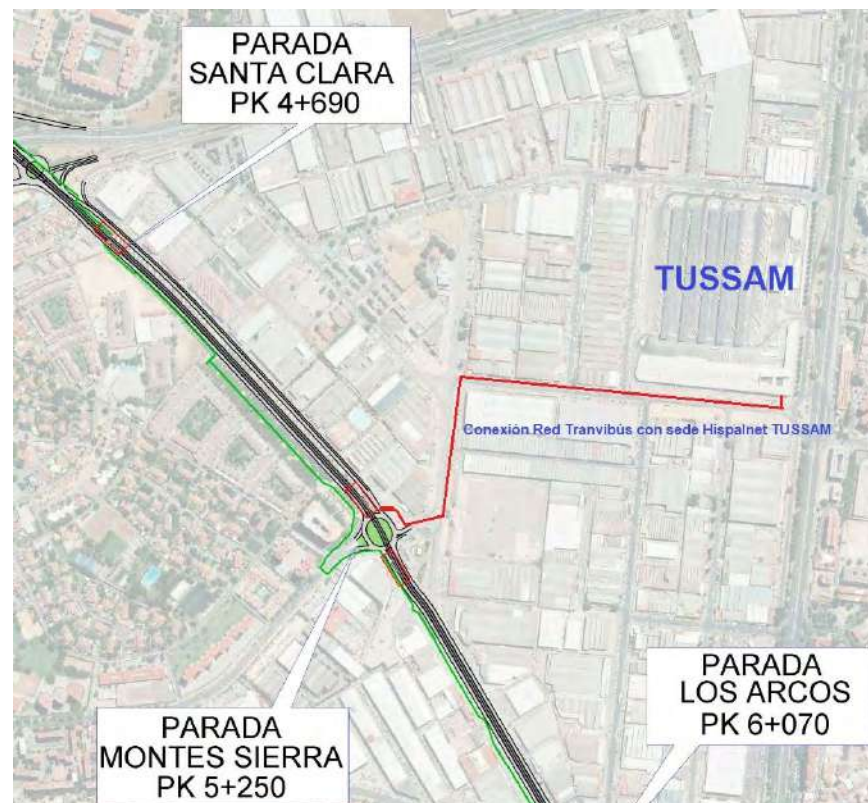 PARADA
SANTA CLARA
PK 4+690
TUSSAM
Conexión Red Tranvibús con sede Hispalnet TUSSAM
PARADA
LOS ARCOS
PK 6+070
PARADA
MONTES SIERRA
PK 5+250